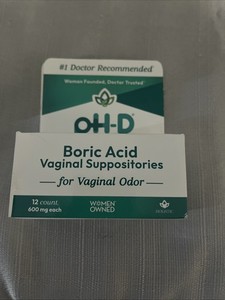 #1 Doctor Recommended
Women Founded, Doctor Trusted
pH-D
Boric Acid
Vaginal Suppositories
for Vaginal Odor
12 count
600 mg each
WOMEN
OWNED